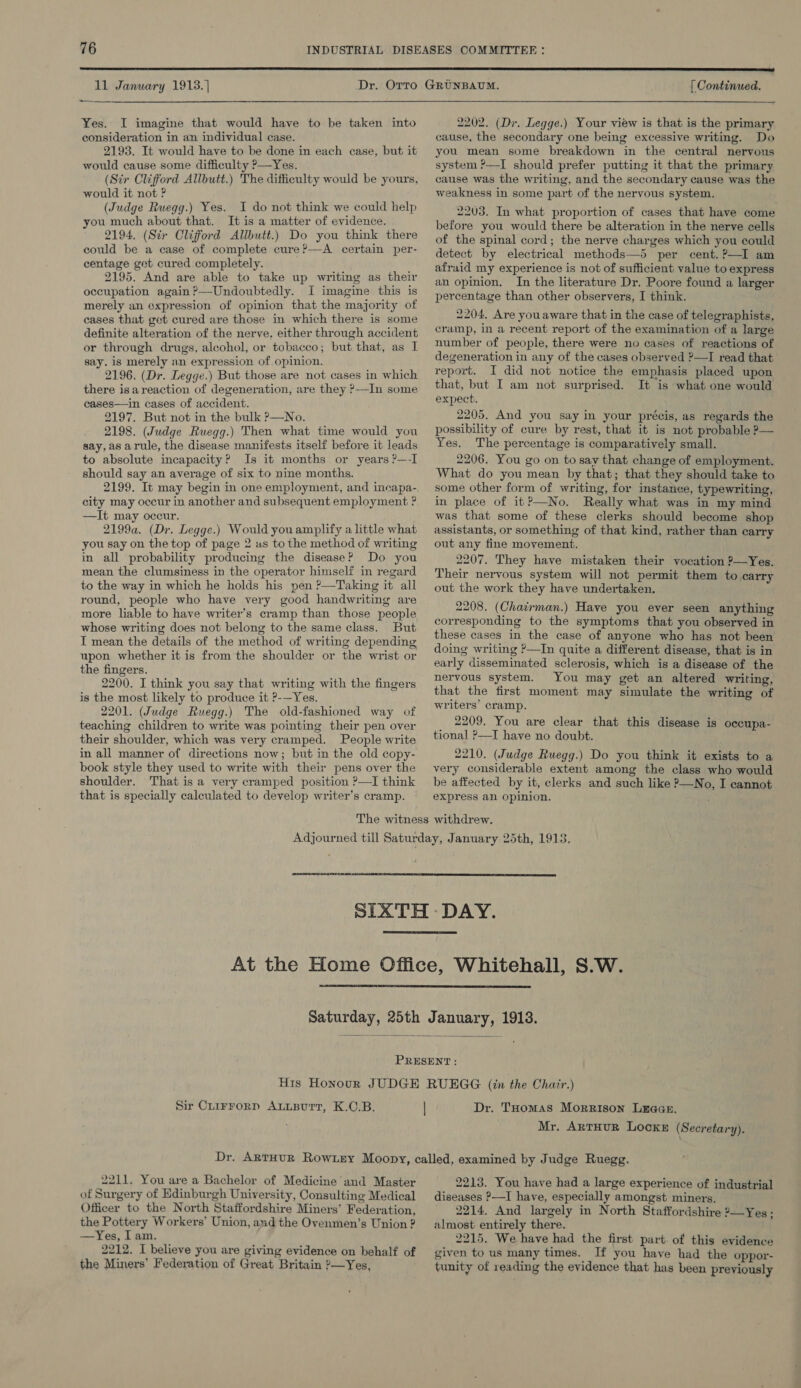 76 INDUSTRIAL DISEASES COMMITTEE :
11 January 1913.] Dr. OTTO GRÜNBAUM. [Continued.
Yes. I imagine that would have to be taken into
consideration in an individual case.
2193. It would have to be done in each case, but it
would cause some difficulty ?—Yes.
(Sir Clifford Allbutt.) The difficulty would be yours,
would it not ?
(Judge Ruegg.) Yes. I do not think we could help
you much about that. It is a matter of evidence.
2194. (Sir Clifford Allbutt.) Do you think there
could be a case of complete cure ?—A certain per-
centage get cured completely.
2195. And are able to take up writing as their
occupation again ?—Undoubtedly. I imagine this is
merely an expression of opinion that the majority of
cases that get cured are those in which there is some
definite alteration of the nerve, either through accident
or through drugs, alcohol, or tobacco; but that, as I
say, is merely an expression of opinion.
2196. (Dr. Legge.) But those are not cases in which
there is a reaction of degeneration, are they ?—In some
cases—in cases of accident.
2197. But not in the bulk ?—No.
2198. (Judge Ruegg.) Then what time would you
say, as a rule, the disease manifests itself before it leads
to absolute incapacity? Is it months or years ?—I
should say an average of six to nine months.
2199. It may begin in one employment, and incapa-
city may occur in another and subsequent employment ?
—It may occur.
2199a. (Dr. Legge.) Would you amplify a little what
you say on the top of page 2 as to the method of writing
in all probability producing the disease? Do you
mean the clumsiness in the operator himself in regard
to the way in which he holds his pen ?—Taking it all
round, people who have very good handwriting are
more liable to have writer's cramp than those people
whose writing does not belong to the same class. But
I mean the details of the method of writing depending
upon whether it is from the shoulder or the wrist or
the fingers.
2200. I think you say that writing with the fingers
is the most likely to produce it ?—Yes.
2201. (Judge Ruegg.) The old-fashioned way of
teaching children to write was pointing their pen over
their shoulder, which was very cramped. People write
in all manner of directions now; but in the old copy-
book style they used to write with their pens over the
shoulder. That is a very cramped position ?—I think
that is specially calculated to develop writer's cramp.
2202. (Dr. Legge.) Your view is that is the primary
cause, the secondary one being excessive writing. Do
you mean some breakdown in the central nervous
system ?—I should prefer putting it that the primary
cause was the writing, and the secondary cause was the
weakness in some part of the nervous system.
2203. In what proportion of cases that have come
before you would there be alteration in the nerve cells
of the spinal cord; the nerve charges which you could
detect by electrical methods—5 per cent. ?—I am
afraid my experience is not of sufficient value to express
an opinion. In the literature Dr. Poore found a larger
percentage than other observers, I think.
2204. Are you aware that in the case of telegraphists,
cramp, in a recent report of the examination of a large
number of people, there were no cases of reactions of
degeneration in any of the cases observed ?—I read that
report. I did not notice the emphasis placed upon
that, but I am not surprised. It is what one would
expect.
2205. And you say in your précis, as regards the
possibility of cure by rest, that it is not probable ?—
Yes. The percentage is comparatively small.
2206. You go on to say that change of employment.
What do you mean by that; that they should take to
some other form of writing, for instance, typewriting,
in place of it ?—No. Really what was in my mind
was that some of these clerks should become shop
assistants, or something of that kind, rather than carry
out any fine movement.
2207. They have mistaken their vocation ?—Yes.
Their nervous system will not permit them to carry
out the work they have undertaken.
2208. (Chairman.) Have you ever seen anything
corresponding to the symptoms that you observed in
these cases in the case of anyone who has not been
doing writing ?—In quite a different disease, that is in
early disseminated sclerosis, which is a disease of the
nervous system. You may get an altered writing,
that the first moment may simulate the writing of
writers' cramp.
2209. You are clear that this disease is occupa-
tional ?—I have no doubt.
2210. (Judge Ruegg.) Do you think it exists to a
very considerable extent among the class who would
be affected by it, clerks and such like ?—No, I cannot
express an opinion.
The witness withdrew.
Adjourned till Saturday, January 25th, 1913.
SIXTH DAY.
At the Home Office, Whitehall, S.W.
Saturday, 25th January, 1913.
PRESENT :
HIS HONOUR JUDGE RUEGG (in the Chair.)
Sir CLIFFORD ALLBUTT, K.C.B. | Dr. THOMAS MORRISON LEGGE.
Mr. ARTHUR LOCKE (Secretary).
Dr. ARTHUR ROWLEY MOODY, called, examined by Judge Ruegg.
2211. You are a Bachelor of Medicine and Master
of Surgery of Edinburgh University, Consulting Medical
Officer to the North Staffordshire Miners' Federation,
the Pottery Workers' Union, and the Ovenmen's Union ?
—Yes, I am.
2212. I believe you are giving evidence on behalf of
the Miners' Federation of Great Britain ?—Yes,
2213. You have had a large experience of industrial
diseases ?—I have, especially amongst miners.
2214. And largely in North Staffordshire ?—Yes;
almost entirely there.
2215. We have had the first part of this evidence
given to us many times. If you have had the oppor-
tunity of reading the evidence that has been previously